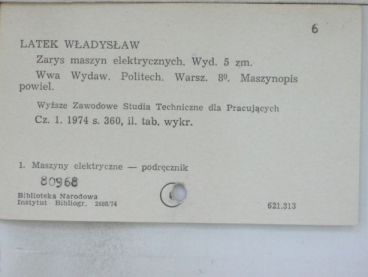 6
LATEK WŁADYSŁAW
Zarys maszyn elektrycznych. Wyd. 5 zm.
Wwa Wydaw. Politech. Warsz. 8º. Maszynopis
powiel.
Wyższe Zawodowe Studia Techniczne dla Pracujących
Cz. 1. 1974 s. 360, il. tab. wykr.
1. Maszyny elektryczne — podręcznik
80968
Biblioteka Narodowa
Instytut Bibliogr. 2486/74
621.313